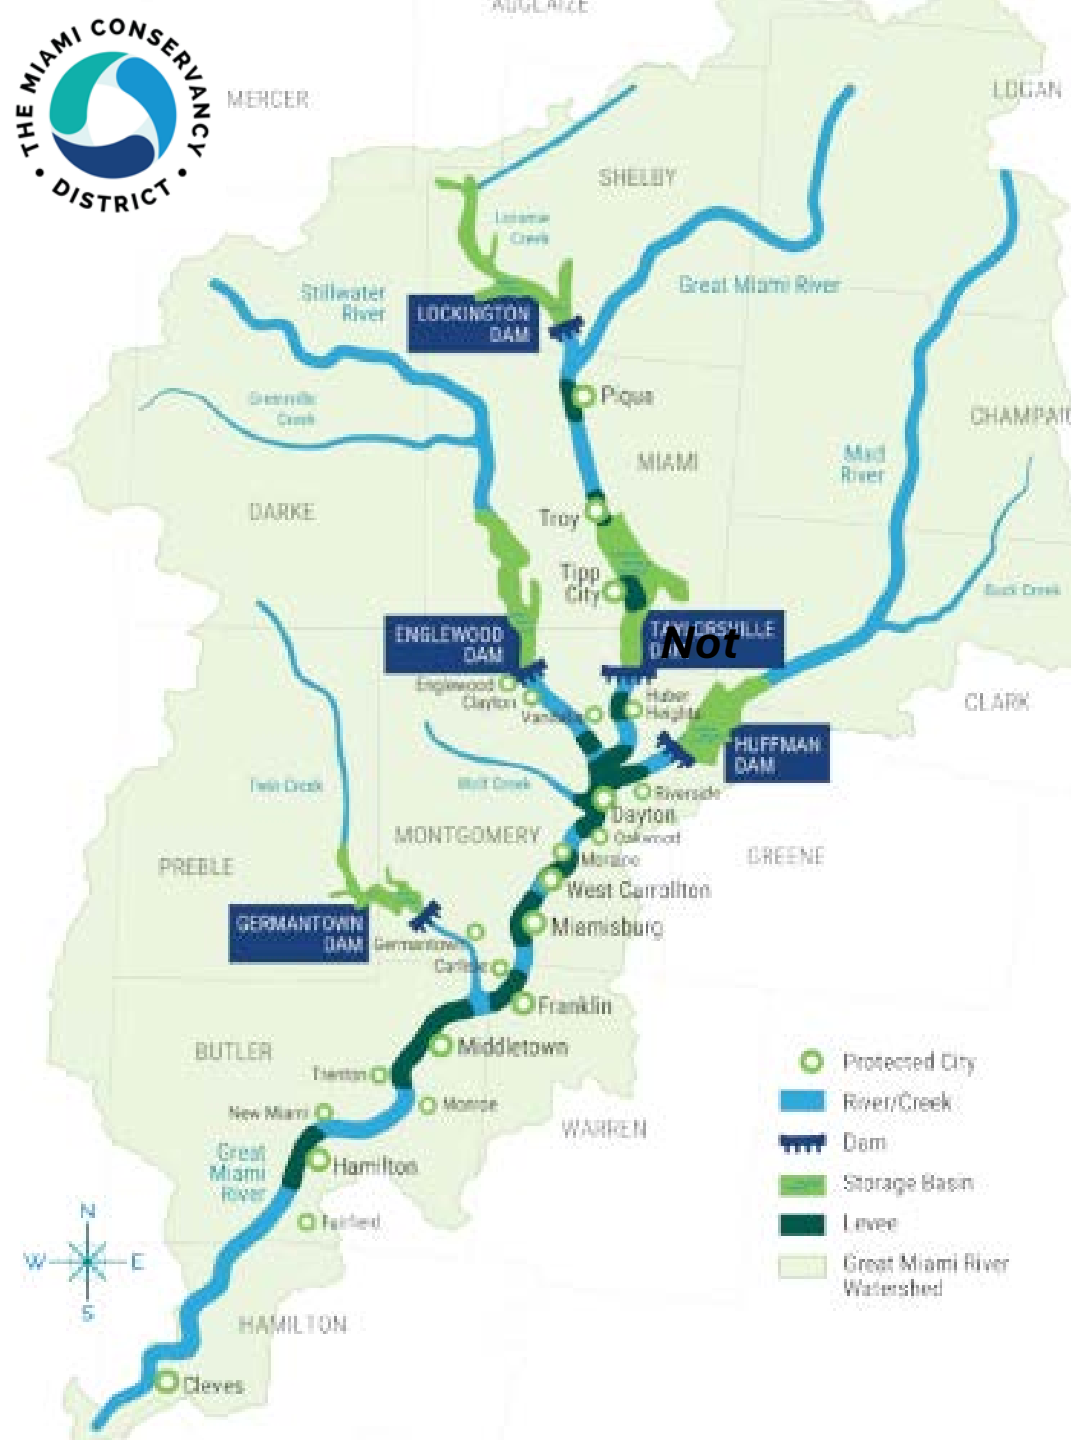 AUGLAIZE
THE MIAMI CONSERVANCY
• DISTRICT •
MERCER
LOGAN
SHELBY
Loramie
Creek
Stillwater
River
Great Miami River
LOCKINGTON
DAM
Greenville
Creek
Piqua
CHAMPAIG
MIAMI
Mad
River
DARKE
Troy
Tipp
City
Buck Creek
ENGLEWOOD
DAM
TAYLORSVILLE
Not
Englewood
Clayton
Vandalia
Huber
Heights
CLARK
HUFFMAN
DAM
Twin Creek
Wolf Creek
Riverside
Dayton
MONTGOMERY
Oakwood
GREENE
PREBLE
Moraine
West Carrollton
GERMANTOWN
DAM
Miamisburg
Germantown
Carlisle
Franklin
BUTLER
Middletown
Trenton
Monroe
New Miami
WARREN
Great
Miami
River
Hamilton
Fairfield
HAMILTON
Cleves
N
W
E
S
Protected City
River/Creek
Dam
Storage Basin
Levee
Great Miami River
Watershed